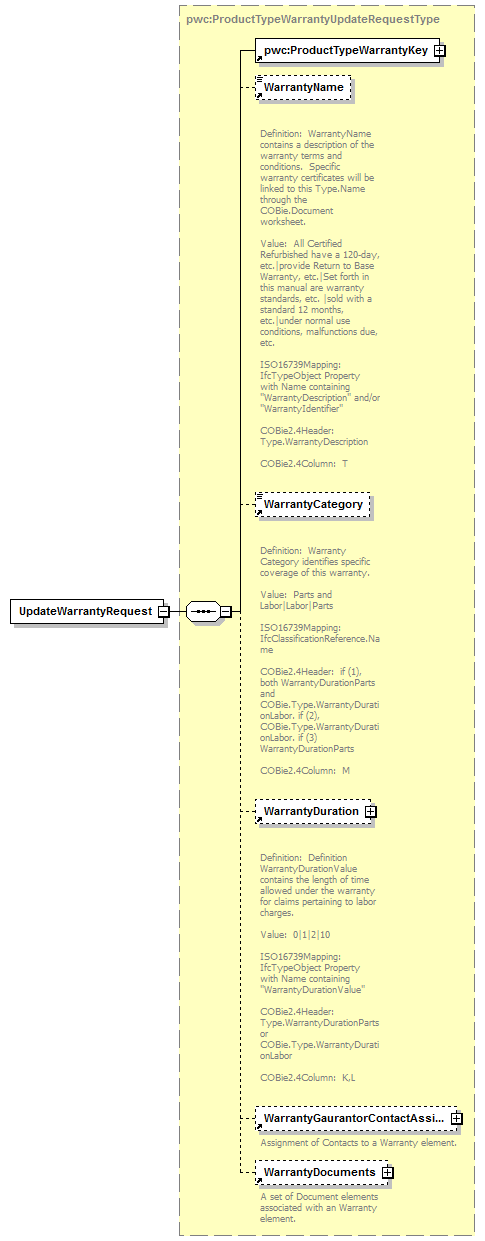 pwc:ProductTypeWarrantyUpdateRequestType
pwc:ProductTypeWarrantyKey
WarrantyName
Definition:  WarrantyName
contains a description of the
warranty terms and
conditions.  Specific
warranty certificates will be
linked to this Type.Name
through the
COBie.Document
worksheet.
Value:  All Certified
Refurbished have a 120-day,
etc.|provide Return to Base
Warranty, etc.|Set forth in
this manual are warranty
standards, etc. |sold with a
standard 12 months,
etc.|under normal use
conditions, malfunctions due,
etc.
ISO16739Mapping:
IfcTypeObject Property
with Name containing
"WarrantyDescription" and/or
"WarrantyIdentifier"
COBie2.4Header:
Type.WarrantyDescription
COBie2.4Column:  T
WarrantyCategory
Definition:  Warranty
Category identifies specific
coverage of this warranty.
Value:  Parts and
Labor|Labor|Parts
ISO16739Mapping:
IfcClassificationReference.Na
me
COBie2.4Header:  if (1),
both WarrantyDurationParts
and
COBie.Type.WarrantyDurati
onLabor. if (2),
COBie.Type.WarrantyDurati
onLabor. if (3)
WarrantyDurationParts
COBie2.4Column:  M
UpdateWarrantyRequest
WarrantyDuration
Definition:  Definition
WarrantyDurationValue
contains the length of time
allowed under the warranty
for claims pertaining to labor
charges.
Value:  0|1|2|10
ISO16739Mapping:
IfcTypeObject Property
with Name containing
"WarrantyDurationValue"
COBie2.4Header:
Type.WarrantyDurationParts
or
COBie.Type.WarrantyDurati
onLabor
COBie2.4Column:  K,L
WarrantyGaurantorContactAssi...
Assignment of Contacts to a Warranty element.
WarrantyDocuments
A set of Document elements
associated with an Warranty
element.